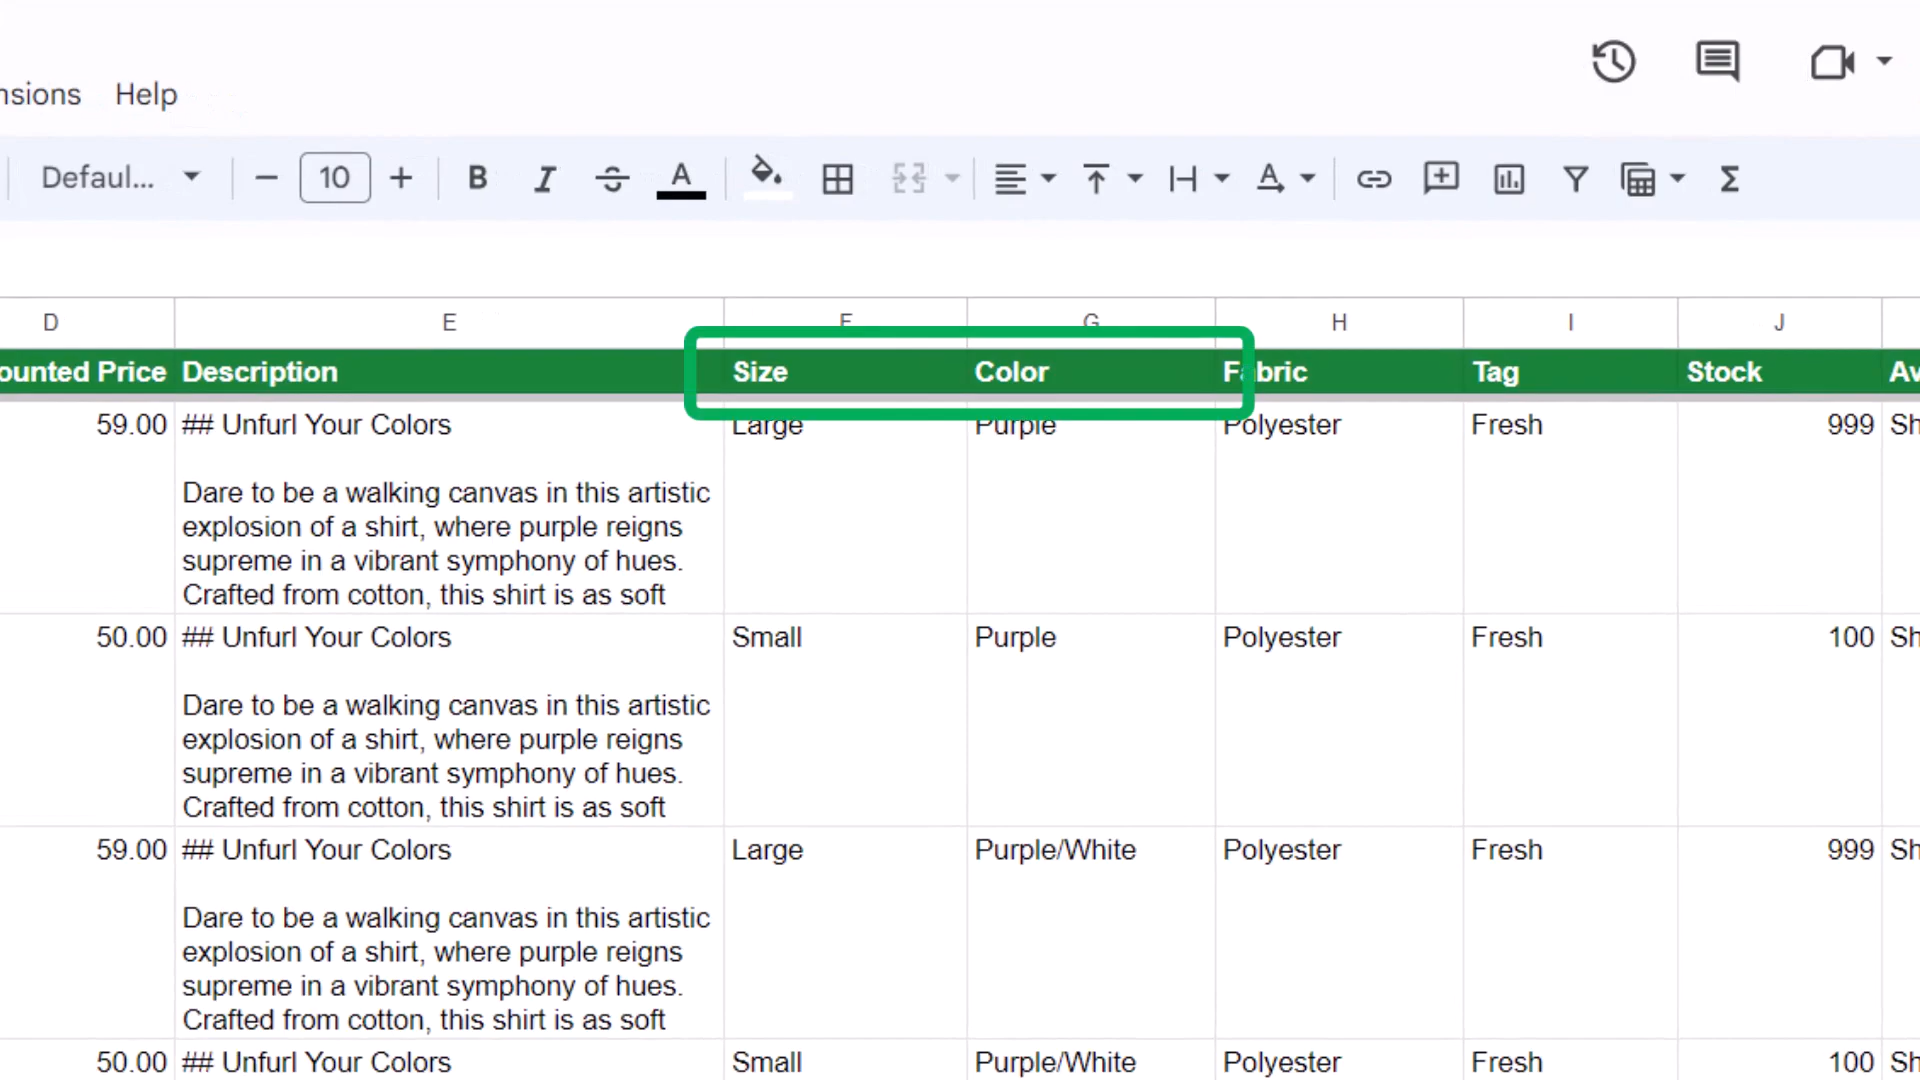 nsions Help
Defaul... 10 B I S A A Σ
D E F G H I J
ounted Price Description Size Color Fabric Tag Stock Av
59.00 ## Unfurl Your Colors Large Purple Polyester Fresh 999 Sh
Dare to be a walking canvas in this artistic
explosion of a shirt, where purple reigns
supreme in a vibrant symphony of hues.
Crafted from cotton, this shirt is as soft
50.00 ## Unfurl Your Colors Small Purple Polyester Fresh 100 Sh
Dare to be a walking canvas in this artistic
explosion of a shirt, where purple reigns
supreme in a vibrant symphony of hues.
Crafted from cotton, this shirt is as soft
59.00 ## Unfurl Your Colors Large Purple/White Polyester Fresh 999 Sh
Dare to be a walking canvas in this artistic
explosion of a shirt, where purple reigns
supreme in a vibrant symphony of hues.
Crafted from cotton, this shirt is as soft
50.00 ## Unfurl Your Colors Small Purple/White Polyester Fresh 100 Sh